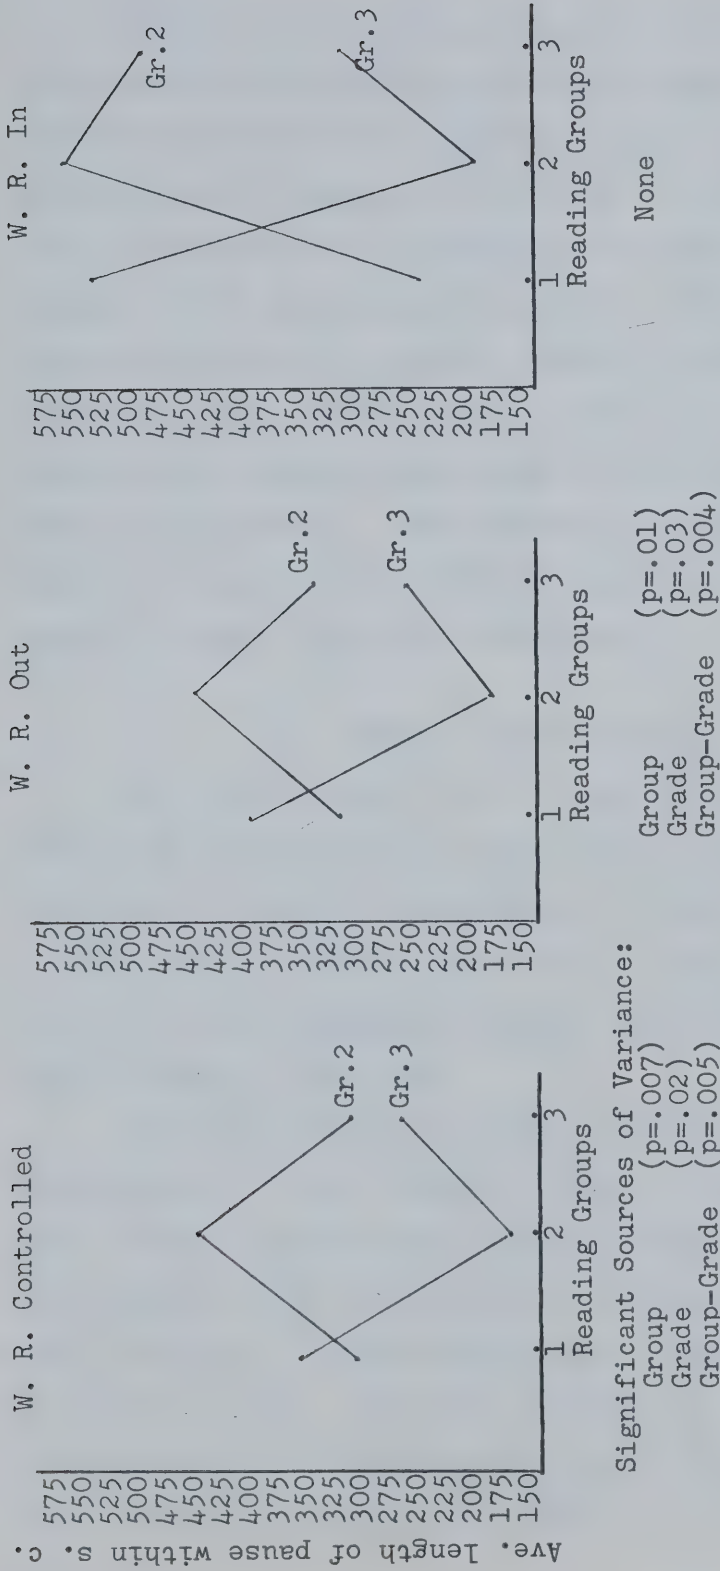 W. R. Controlled
Ave. length of pause within s. c.
575
550
525
500
475
450
425
400
375
350
325
300
275
250
225
200
175
150
Gr.2
Gr.3
1 2 3
Reading Groups
W. R. Out
575
550
525
500
475
450
425
400
375
350
325
300
275
250
225
200
175
150
Gr.2
Gr.3
1 2 3
Reading Groups
W. R. In
575
550
525
500
475
450
425
400
375
350
325
300
275
250
225
200
175
150
Gr.2
Gr.3
1 2 3
Reading Groups
Significant Sources of Variance:
Group (p=.007)
Grade (p=.02)
Group-Grade (p=.005)
Group (p=.01)
Grade (p=.03)
Group-Grade (p=.004)
None